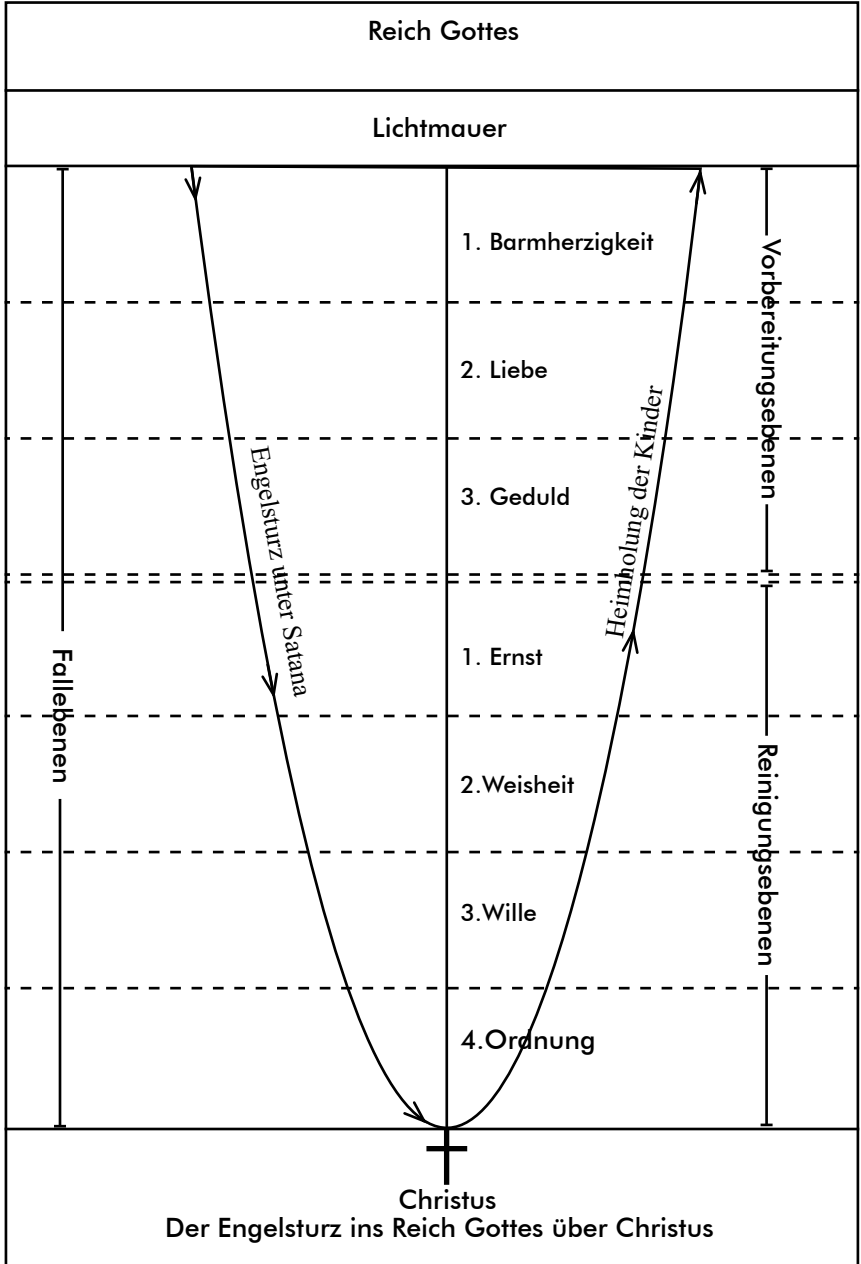 Reich Gottes
Lichtmauer
1. Barmherzigkeit
Vorbereitungsebenen
2. Liebe
Heimholung der Kinder
3. Geduld
Engelsturz unter Satana
1. Ernst
Fallebenen
2.Weisheit
Reinigungsebenen
3.Wille
4.Ordnung
Christus
Der Engelsturz ins Reich Gottes über Christus